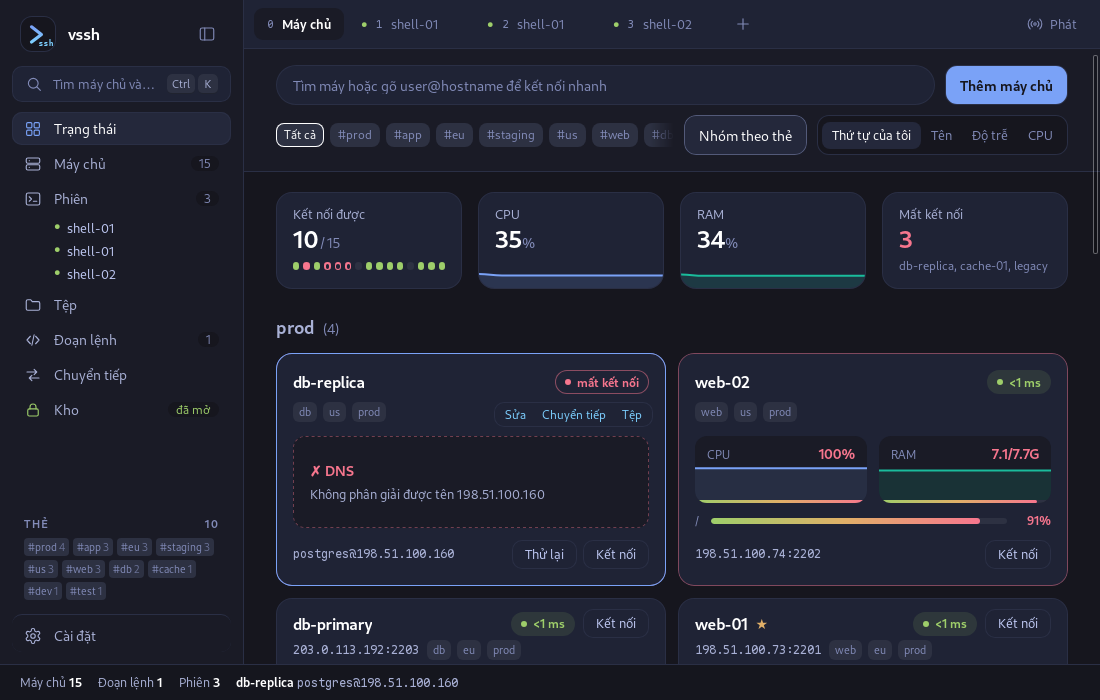 vssh
ssh
Tìm máy chủ và... Ctrl K
Trạng thái
Máy chủ 15
Phiên 3
shell-01
shell-01
shell-02
Tệp
Đoạn lệnh 1
Chuyển tiếp
Kho đã mở
THẺ 10
#prod 4 #app 3 #eu 3 #staging 3
#us 3 #web 3 #db 2 #cache 1
#dev 1 #test 1
Cài đặt
0 Máy chủ 1 shell-01 2 shell-01 3 shell-02 + Phát
Tìm máy hoặc gõ user@hostname để kết nối nhanh Thêm máy chủ
Tất cả #prod #app #eu #staging #us #web #db Nhóm theo thẻ Thứ tự của tôi Tên Độ trễ CPU
Kết nối được
10 / 15
CPU
35%
RAM
34%
Mất kết nối
3
db-replica, cache-01, legacy
prod (4)
db-replica mất kết nối
db us prod Sửa Chuyển tiếp Tệp
✗ DNS
Không phân giải được tên 198.51.100.160
postgres@198.51.100.160 Thử lại Kết nối
web-02 <1 ms
web us prod
CPU 100% RAM 7.1/7.7G
/ 91%
198.51.100.74:2202 Kết nối
db-primary <1 ms Kết nối
203.0.113.192:2203 db eu prod
web-01 ★ <1 ms Kết nối
198.51.100.73:2201 web eu prod
Máy chủ 15 Đoạn lệnh 1 Phiên 3 db-replica postgres@198.51.100.160